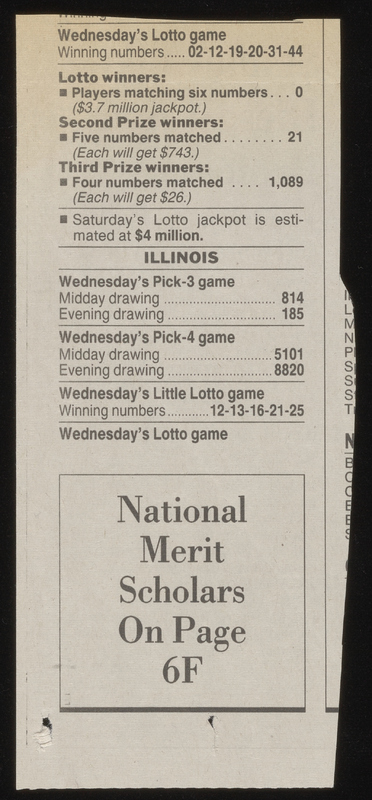 Wednesday's Lotto game
Winning numbers ..... 02-12-19-20-31-44
Lotto winners:
■ Players matching six numbers . . . 0
($3.7 million jackpot.)
Second Prize winners:
■ Five numbers matched . . . . . . . . 21
(Each will get $743.)
Third Prize winners:
■ Four numbers matched . . . . 1,089
(Each will get $26.)
■ Saturday's Lotto jackpot is esti-
mated at $4 million.
ILLINOIS
Wednesday's Pick-3 game
Midday drawing .............................. 814
Evening drawing ............................. 185
Wednesday's Pick-4 game
Midday drawing ..............................5101
Evening drawing .............................8820
Wednesday's Little Lotto game
Winning numbers............12-13-16-21-25
Wednesday's Lotto game
National
Merit
Scholars
On Page
6F